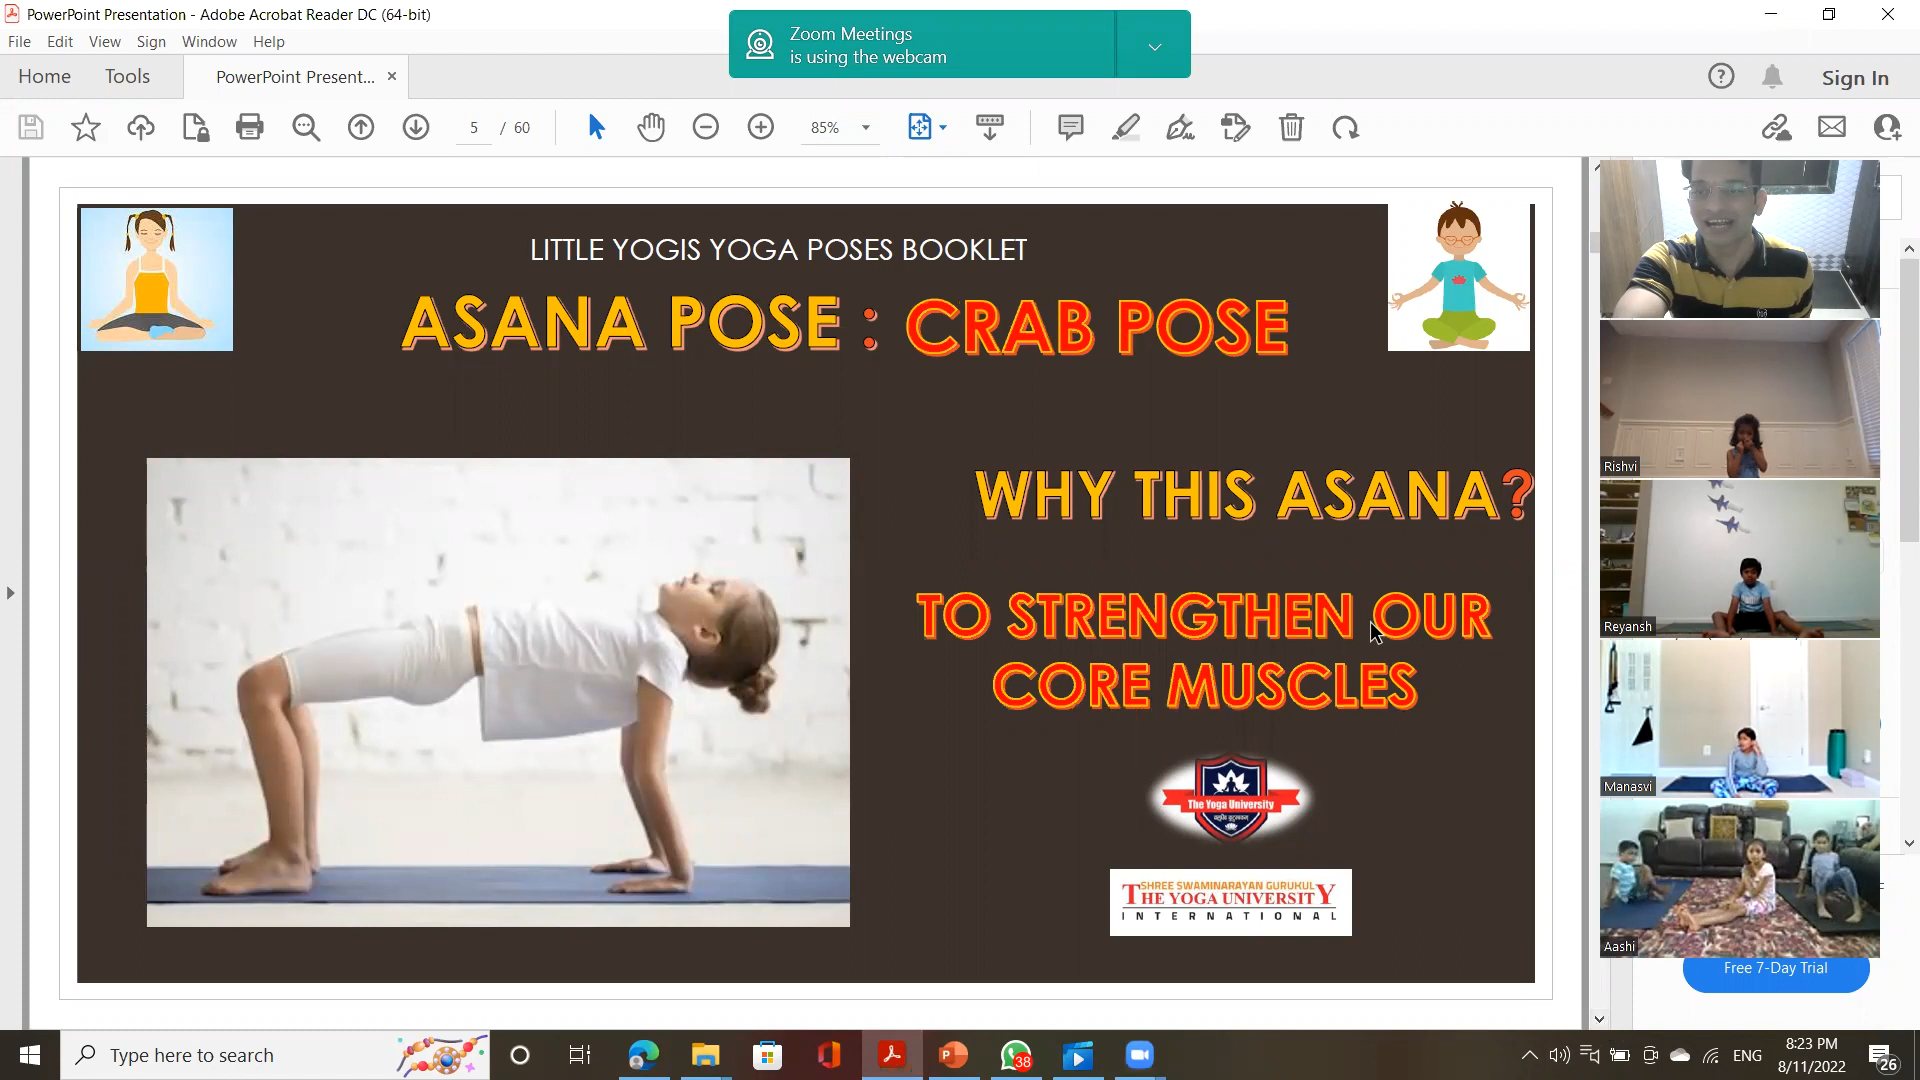 PowerPoint Presentation - Adobe Acrobat Reader DC (64-bit)
File Edit View Sign Window Help
Zoom Meetings
is using the webcam
Home Tools PowerPoint Present... ×
Sign In
5 / 60
85%
LITTLE YOGIS YOGA POSES BOOKLET
ASANA POSE : CRAB POSE
WHY THIS ASANA?
TO STRENGTHEN OUR
CORE MUSCLES
The Yoga University
SHREE SWAMINARAYAN GURUKUL
THE YOGA UNIVERSITY
INTERNATIONAL
Rishvi
Reyansh
Manasvi
Aashi
Free 7-Day Trial
Type here to search
38
ENG
8:23 PM
8/11/2022
26